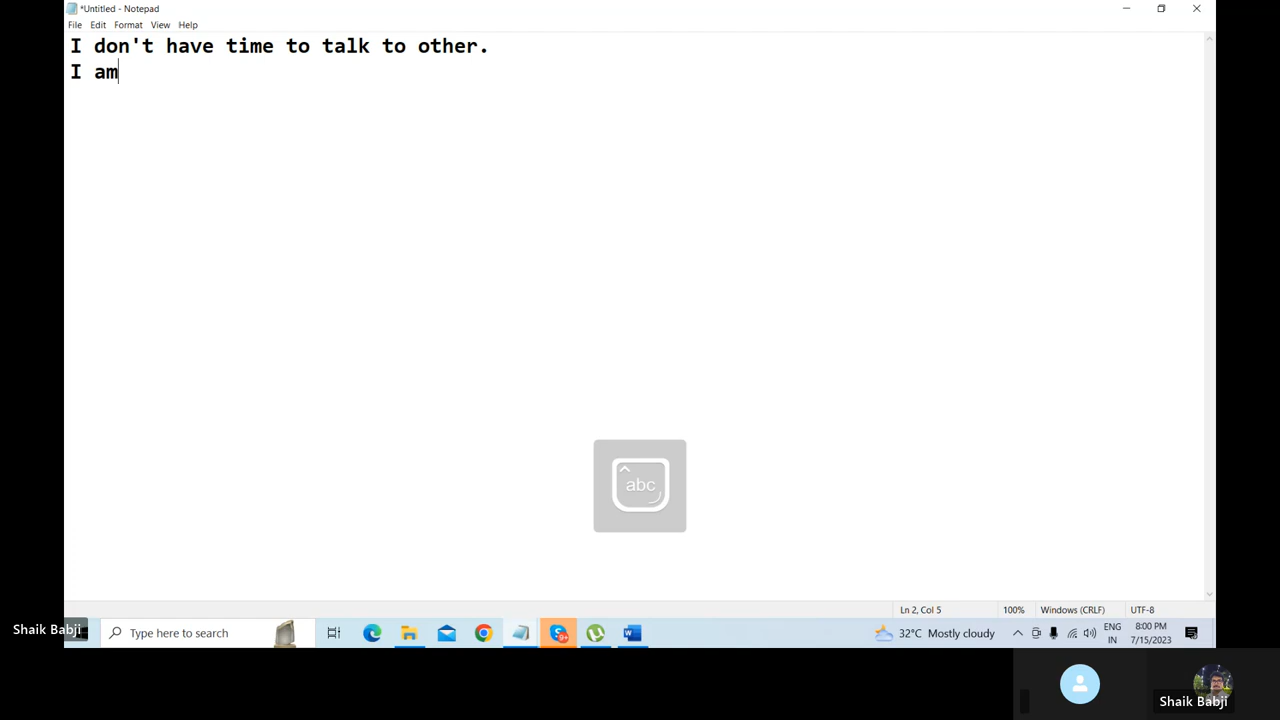 *Untitled - Notepad
File Edit Format View Help
I don't have time to talk to other.
I am
abc
Ln 2, Col 5 100% Windows (CRLF) UTF-8
Shaik Babji
Type here to search
9+
32°C Mostly cloudy
ENG
IN
8:00 PM
7/15/2023
Shaik Babji